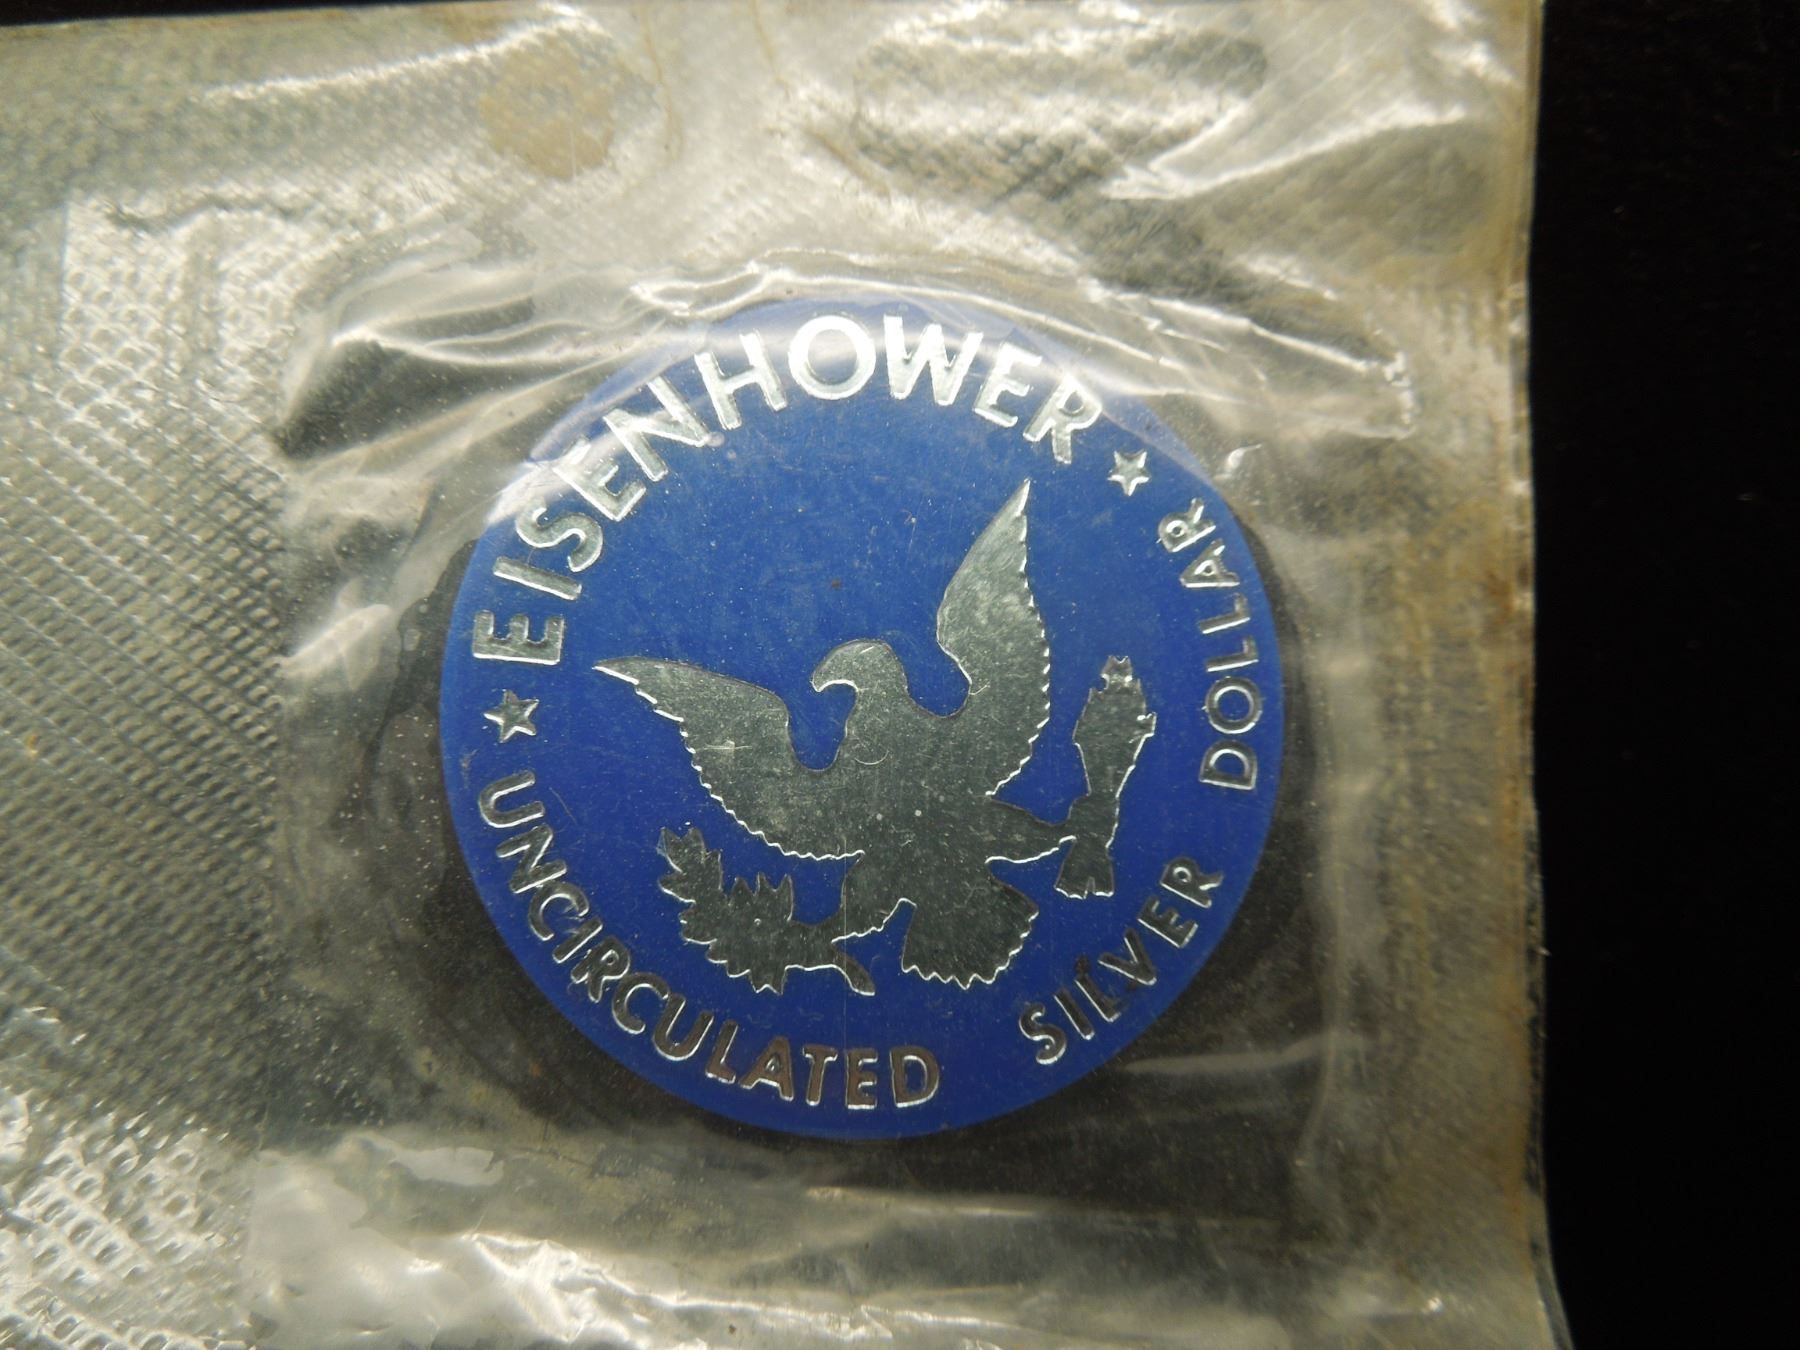 ★ EISENHOWER ★
UNCIRCULATED SILVER DOLLAR